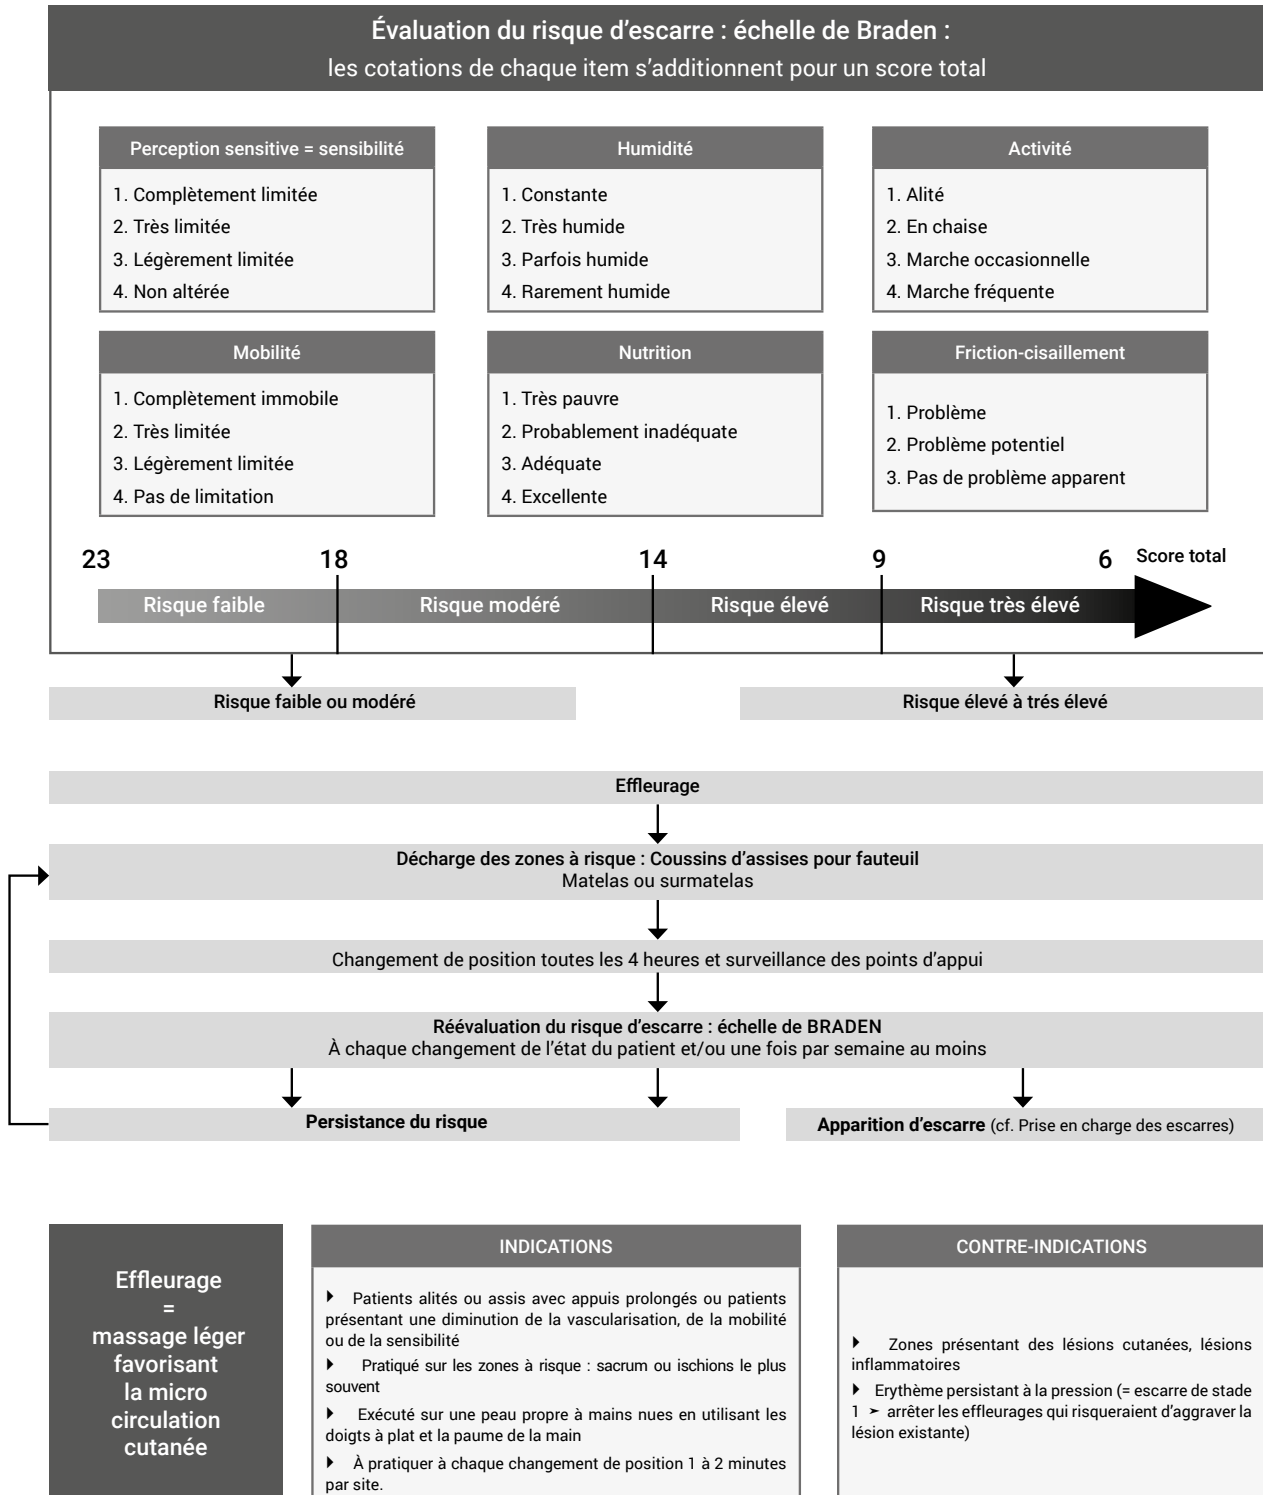 Évaluation du risque d’escarre : échelle de Braden :
les cotations de chaque item s’additionnent pour un score total
Perception sensitive = sensibilité
1. Complètement limitée
2. Très limitée
3. Légèrement limitée
4. Non altérée
Humidité
1. Constante
2. Très humide
3. Parfois humide
4. Rarement humide
Activité
1. Alité
2. En chaise
3. Marche occasionnelle
4. Marche fréquente
Mobilité
1. Complètement immobile
2. Très limitée
3. Légèrement limitée
4. Pas de limitation
Nutrition
1. Très pauvre
2. Probablement inadéquate
3. Adéquate
4. Excellente
Friction-cisaillement
1. Problème
2. Problème potentiel
3. Pas de problème apparent
23 18 14 9 6 Score total
Risque faible Risque modéré Risque élevé Risque très élevé
Risque faible ou modéré
Risque élevé à trés élevé
Effleurage
Décharge des zones à risque : Coussins d’assises pour fauteuil
Matelas ou surmatelas
Changement de position toutes les 4 heures et surveillance des points d’appui
Réévaluation du risque d’escarre : échelle de BRADEN
À chaque changement de l’état du patient et/ou une fois par semaine au moins
Persistance du risque
Apparition d’escarre (cf. Prise en charge des escarres)
Effleurage
=
massage léger
favorisant
la micro
circulation
cutanée
INDICATIONS
▶ Patients alités ou assis avec appuis prolongés ou patients
présentant une diminution de la vascularisation, de la mobilité
ou de la sensibilité
▶ Pratiqué sur les zones à risque : sacrum ou ischions le plus
souvent
▶ Exécuté sur une peau propre à mains nues en utilisant les
doigts à plat et la paume de la main
▶ À pratiquer à chaque changement de position 1 à 2 minutes
par site.
CONTRE-INDICATIONS
▶ Zones présentant des lésions cutanées, lésions
inflammatoires
▶ Erythème persistant à la pression (= escarre de stade
1 ➤ arrêter les effleurages qui risqueraient d’aggraver la
lésion existante)